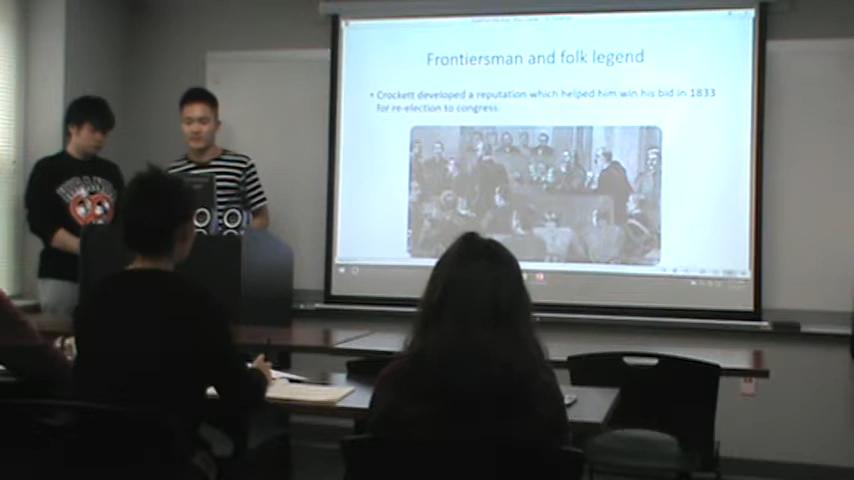 Frontiersman and folk legend
• Crockett developed a reputation which helped him win his bid in 1833
for re-election to congress.